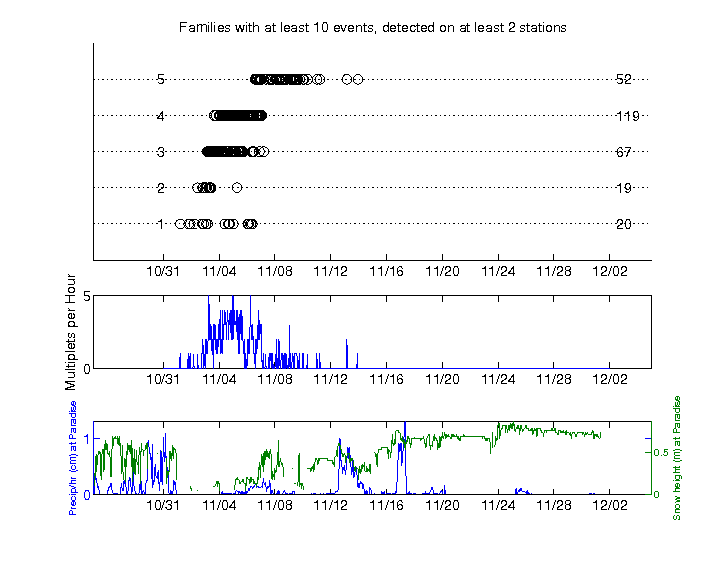 Families with at least 10 events, detected on at least 2 stations
5 52
4 119
3 67
2 19
1 20
10/31 11/04 11/08 11/12 11/16 11/20 11/24 11/28 12/02
Multiplets per Hour
5
0
10/31 11/04 11/08 11/12 11/16 11/20 11/24 11/28 12/02
Precip/hr (cm) at Paradise
1
0
Snow height (m) at Paradise
0.5
0
10/31 11/04 11/08 11/12 11/16 11/20 11/24 11/28 12/02